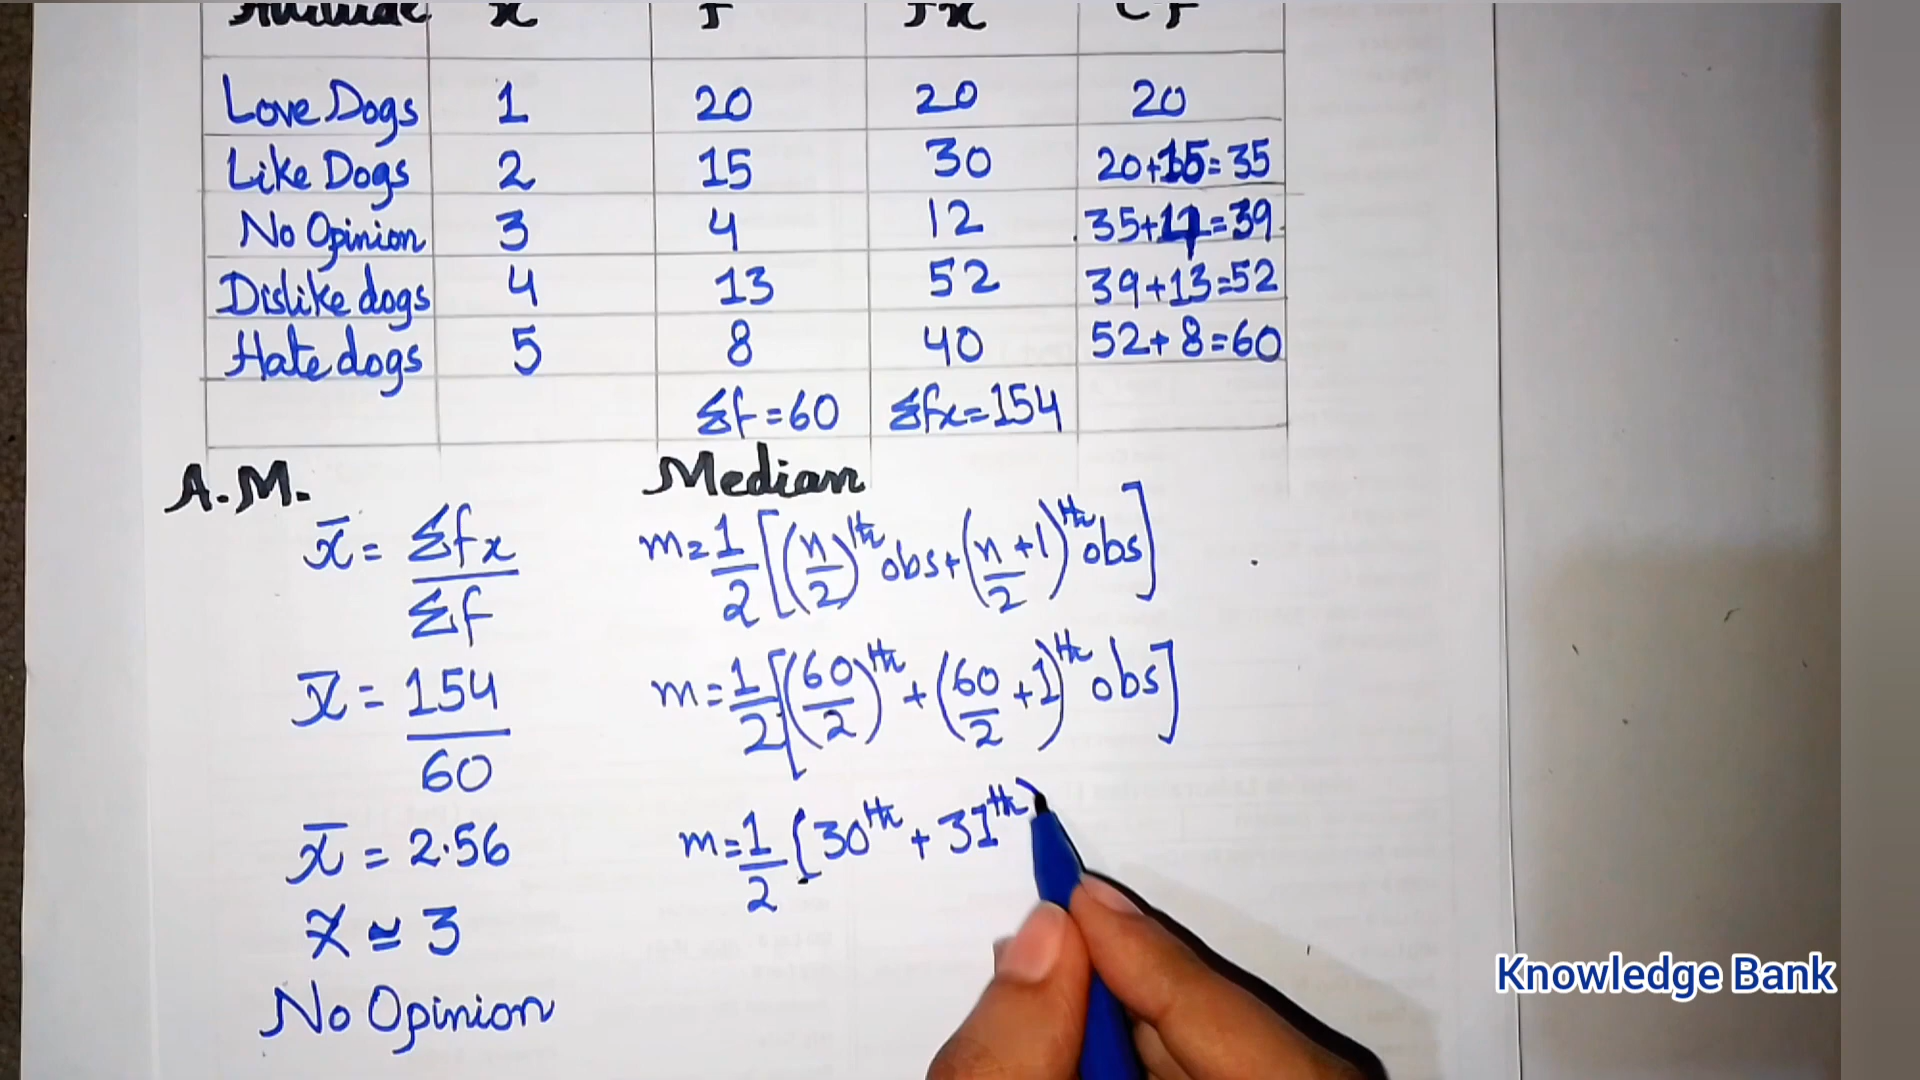 Attitude x f fx CF
Love Dogs 1 20 20 20
Like Dogs 2 15 30 20+15=35
No Opinion 3 4 12 35+4=39
Dislike dogs 4 13 52 39+13=52
Hate dogs 5 8 40 52+8=60
Σf=60 Σfx=154
A.M.
x̄ = Σfx/Σf
x̄ = 154/60
x̄ = 2.56
x ≃ 3
No Opinion
Median
m=1/2[(n/2)th obs+(n/2+1)th obs]
m=1/2[(60/2)th+(60/2+1)th obs]
m=1/2[30th+31th]
Knowledge Bank